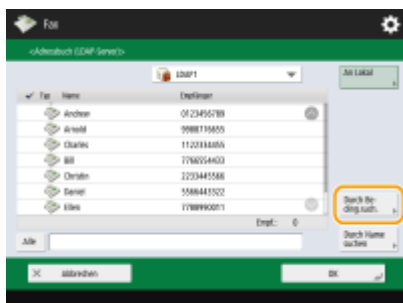 Fax
<Adressbuch (LDAP-Server)>
LDAP1
An Lokal
Name Empfänger
Andrew 0123456789
Arnold 9988776655
Charles 1122334455
Bill 7766554433
Christin 2233445566
Daniel 5566443322
Ellen 7788990011
Empf.: 0
Durch Be-
ding.such.
Durch Name
suchen
Alle
Abbrechen
OK